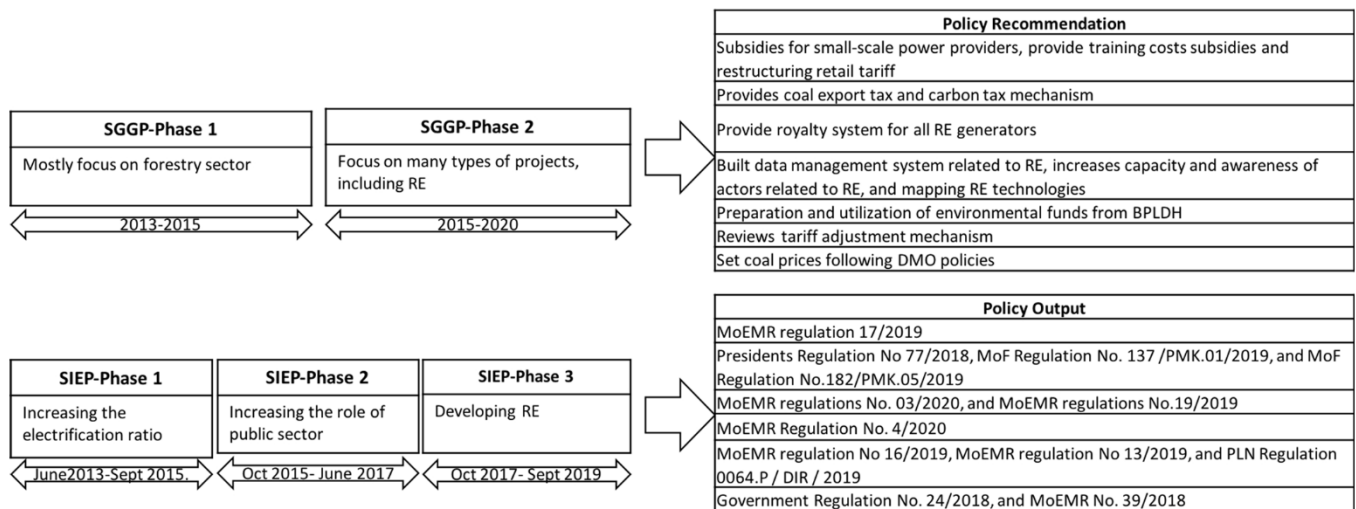 SGGP-Phase 1
Mostly focus on forestry sector
2013-2015
SGGP-Phase 2
Focus on many types of projects,
including RE
2015-2020
Policy Recommendation
Subsidies for small-scale power providers, provide training costs subsidies and
restructuring retail tariff
Provides coal export tax and carbon tax mechanism
Provide royalty system for all RE generators
Built data management system related to RE, increases capacity and awareness of
actors related to RE, and mapping RE technologies
Preparation and utilization of environmental funds from BPLDH
Reviews tariff adjustment mechanism
Set coal prices following DMO policies
SIEP-Phase 1
Increasing the
electrification ratio
June2013-Sept 2015.
SIEP-Phase 2
Increasing the role of
public sector
Oct 2015- June 2017
SIEP-Phase 3
Developing RE
Oct 2017- Sept 2019
Policy Output
MoEMR regulation 17/2019
Presidents Regulation No 77/2018, MoF Regulation No. 137 /PMK.01/2019, and MoF
Regulation No.182/PMK.05/2019
MoEMR regulations No. 03/2020, and MoEMR regulations No.19/2019
MoEMR Regulation No. 4/2020
MoEMR regulation No 16/2019, MoEMR regulation No 13/2019, and PLN Regulation
0064.P / DIR / 2019
Government Regulation No. 24/2018, and MoEMR No. 39/2018